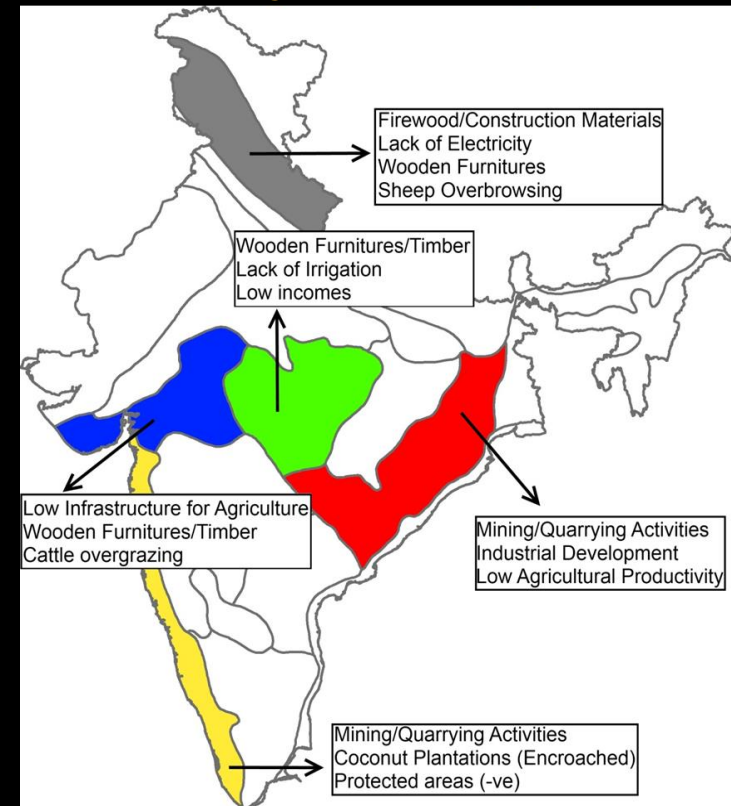 Firewood/Construction Materials
Lack of Electricity
Wooden Furnitures
Sheep Overbrowsing
Wooden Furnitures/Timber
Lack of Irrigation
Low incomes
Low Infrastructure for Agriculture
Wooden Furnitures/Timber
Cattle overgrazing
Mining/Quarrying Activities
Industrial Development
Low Agricultural Productivity
Mining/Quarrying Activities
Coconut Plantations (Encroached)
Protected areas (-ve)